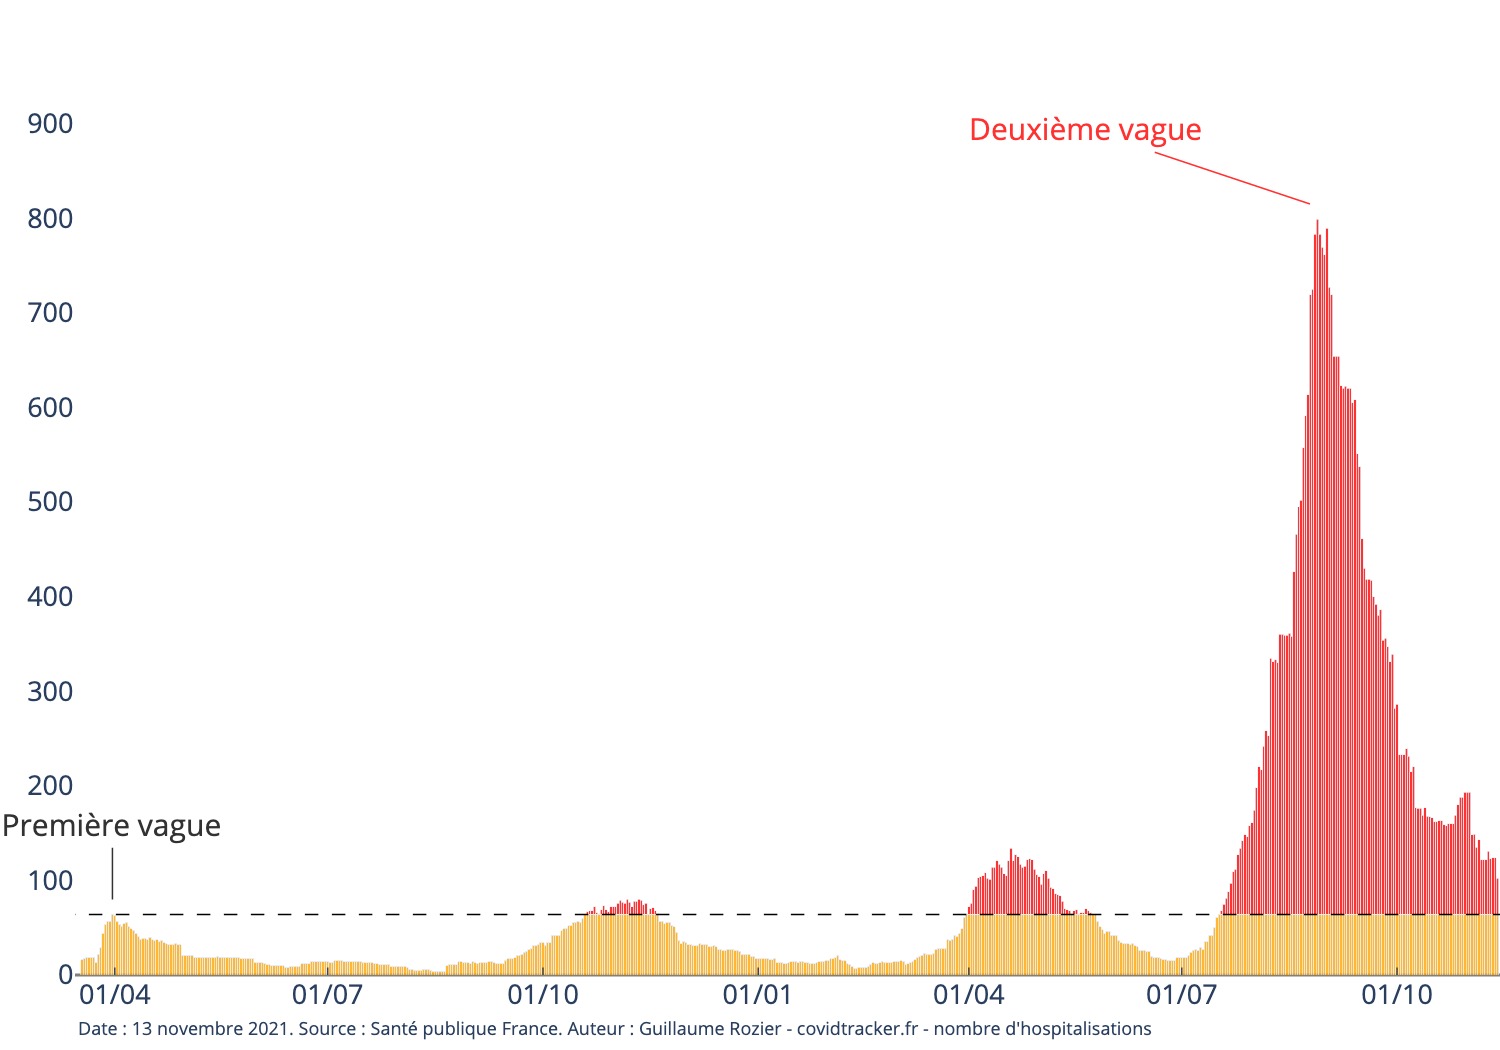 900
Deuxième vague
800
700
600
500
400
300
200
Première vague
100
0
01/04 01/07 01/10 01/01 01/04 01/07 01/10
Date : 13 novembre 2021. Source : Santé publique France. Auteur : Guillaume Rozier - covidtracker.fr - nombre d'hospitalisations